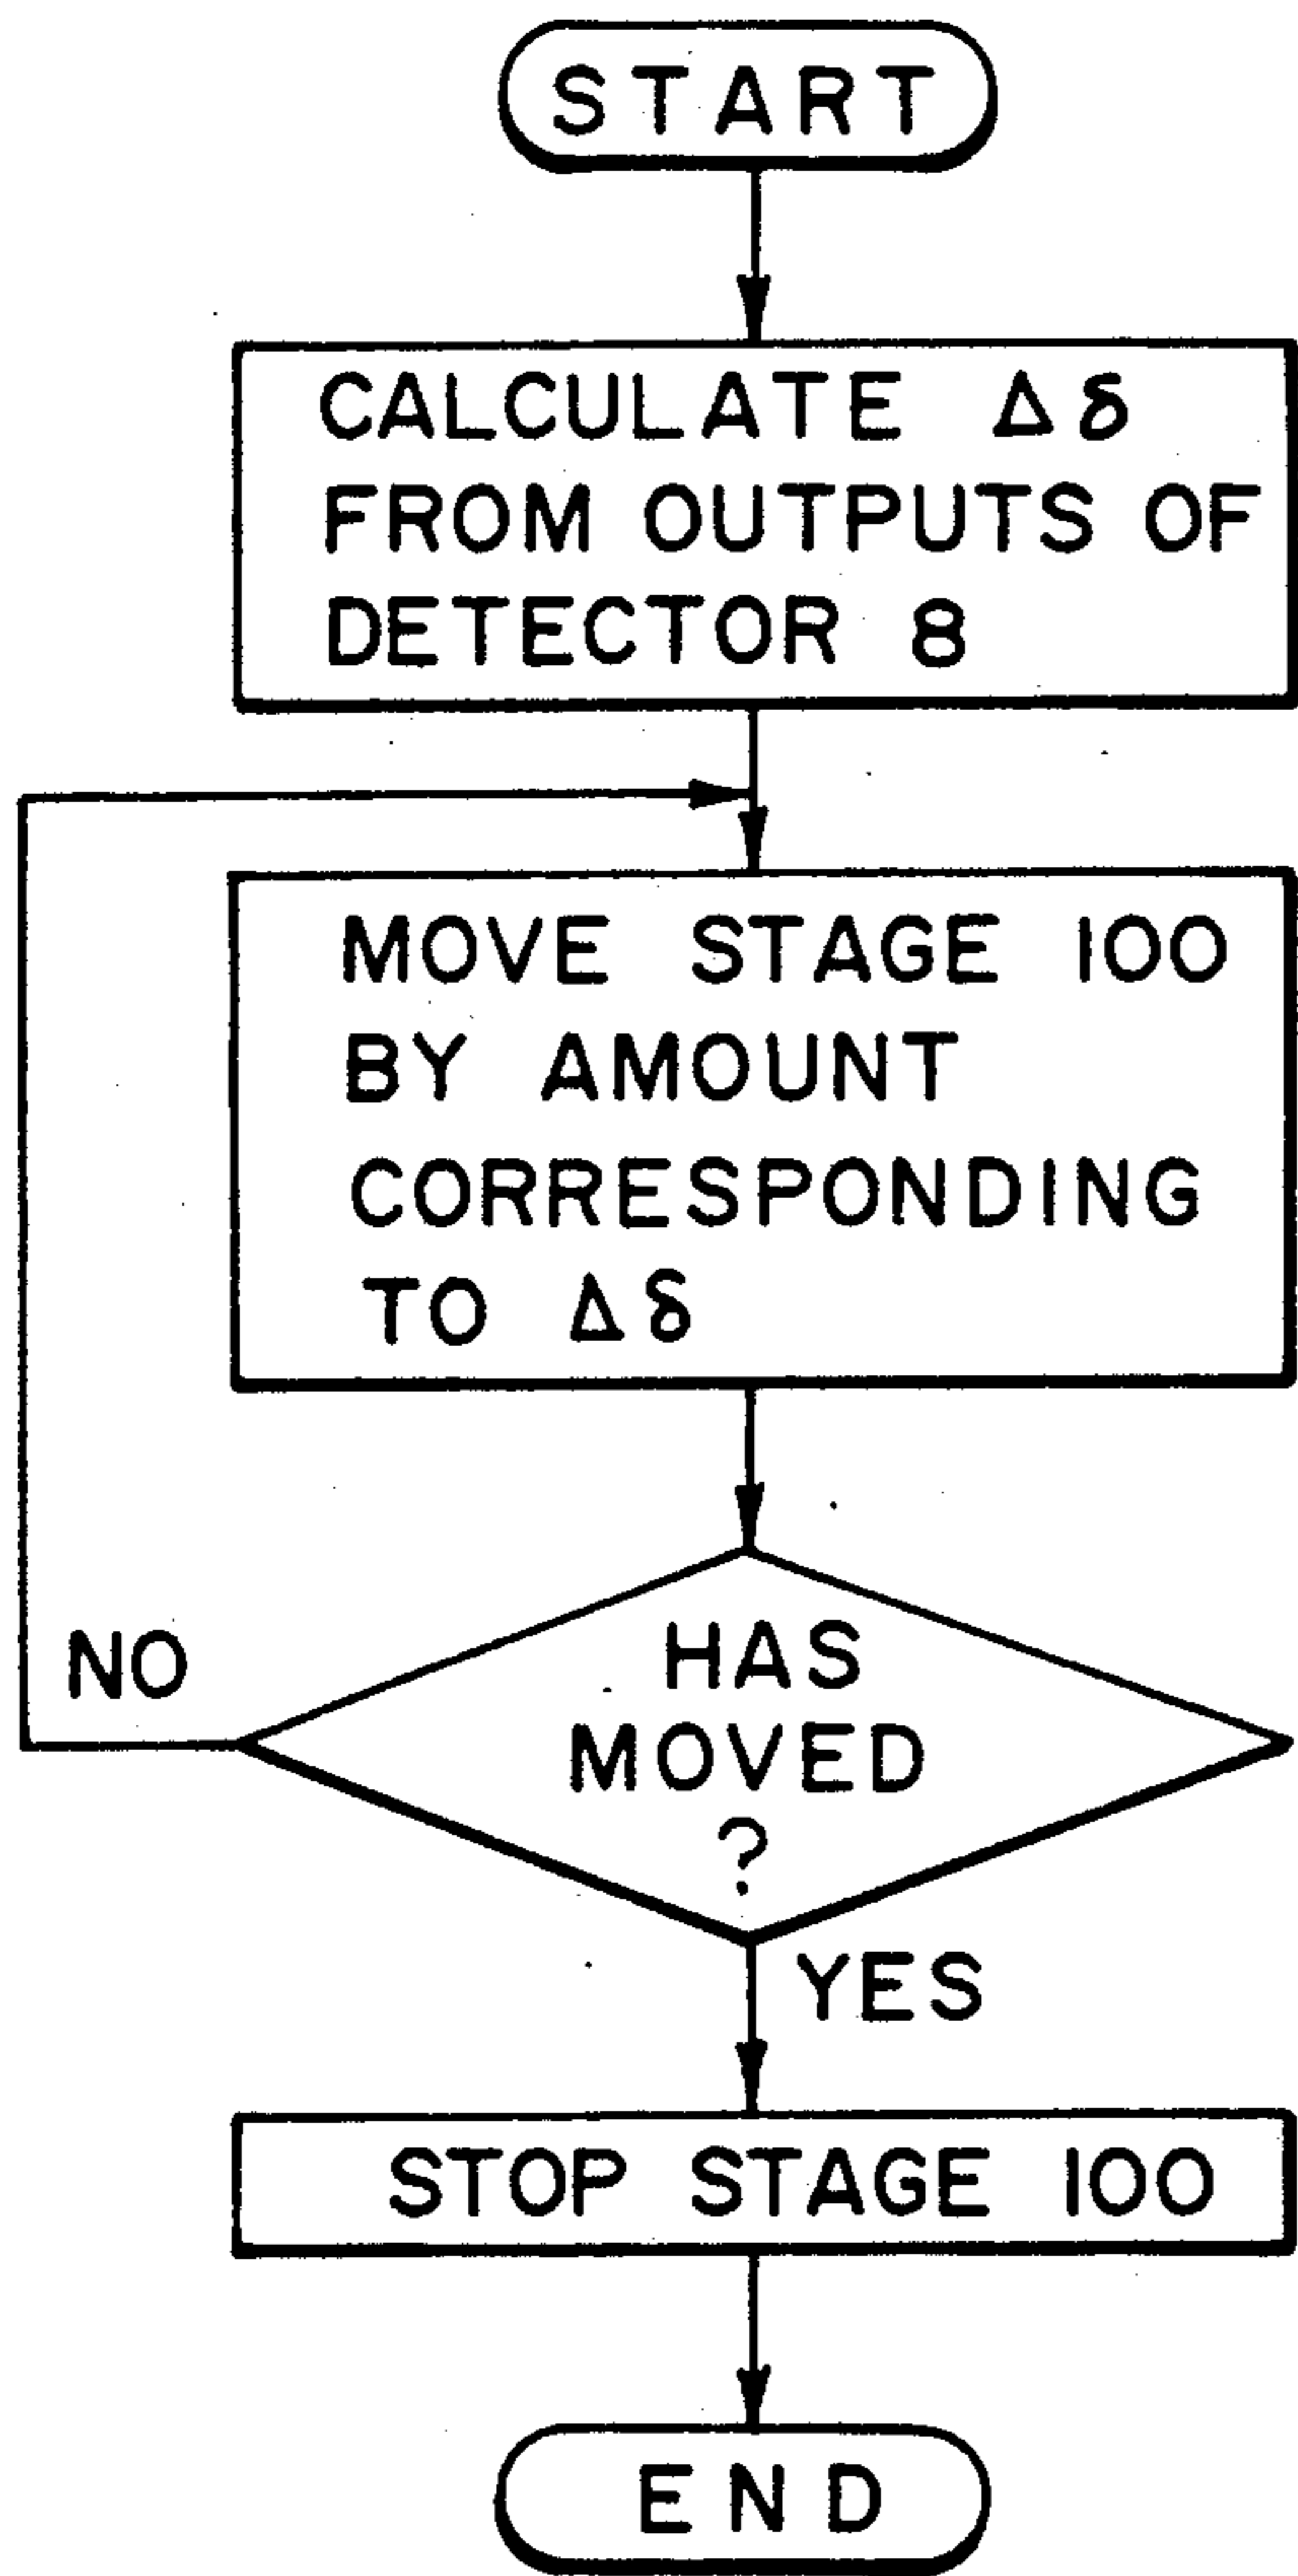 START
CALCULATE Δδ
FROM OUTPUTS OF
DETECTOR 8
MOVE STAGE 100
BY AMOUNT
CORRESPONDING
TO Δδ
HAS
MOVED
?
NO
YES
STOP STAGE 100
END